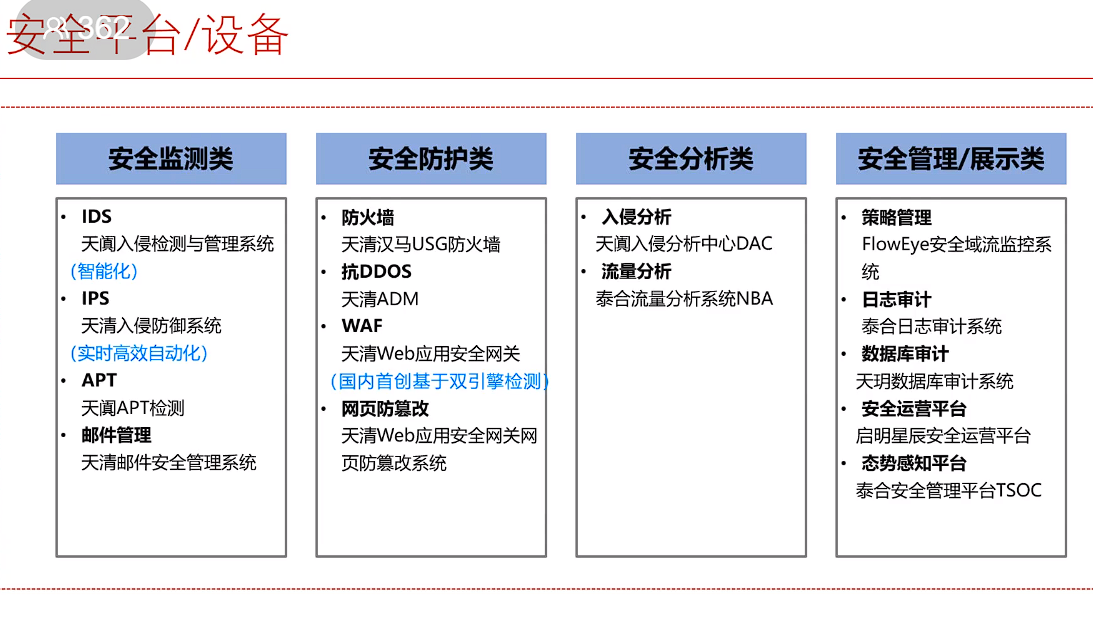 安全平台/设备
362
安全监测类
• IDS
天阗入侵检测与管理系统
（智能化）
• IPS
天清入侵防御系统
（实时高效自动化）
• APT
天阗APT检测
• 邮件管理
天清邮件安全管理系统
安全防护类
• 防火墙
天清汉马USG防火墙
• 抗DDOS
天清ADM
• WAF
天清Web应用安全网关
（国内首创基于双引擎检测）
• 网页防篡改
天清Web应用安全网关网
页防篡改系统
安全分析类
• 入侵分析
天阗入侵分析中心DAC
• 流量分析
泰合流量分析系统NBA
安全管理/展示类
• 策略管理
FlowEye安全域流监控系
统
• 日志审计
泰合日志审计系统
• 数据库审计
天玥数据库审计系统
• 安全运营平台
启明星辰安全运营平台
• 态势感知平台
泰合安全管理平台TSOC